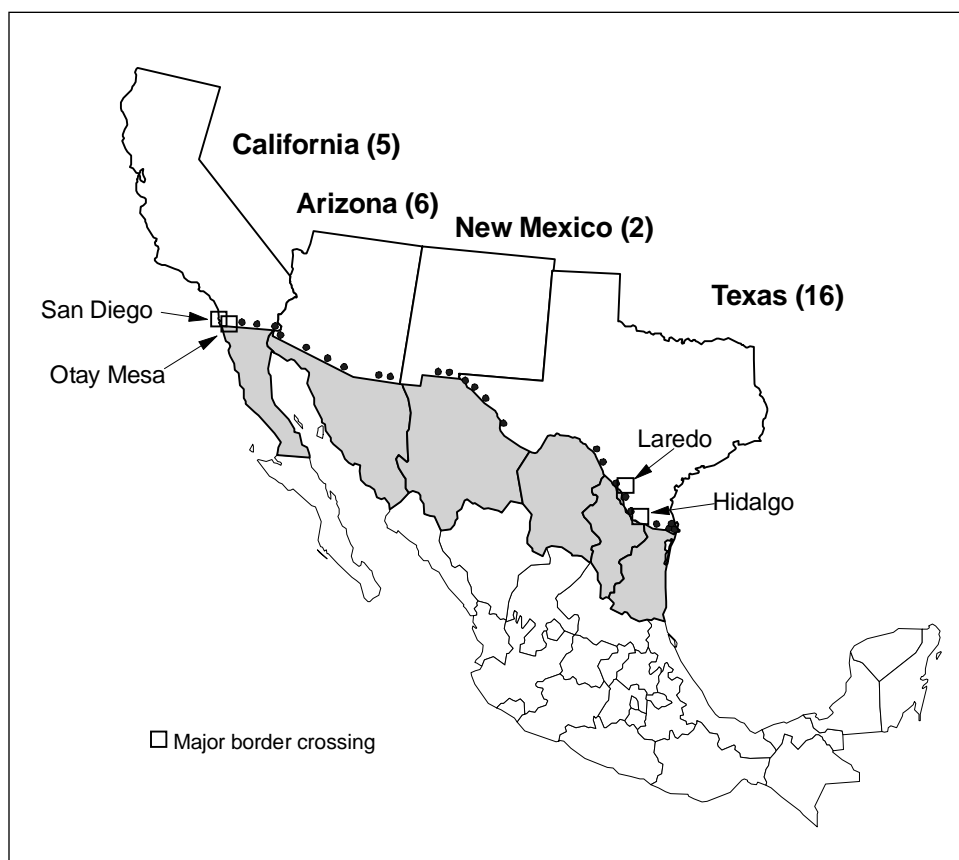 California (5)
Arizona (6)
New Mexico (2)
Texas (16)
San Diego
Otay Mesa
Laredo
Hidalgo
Major border crossing